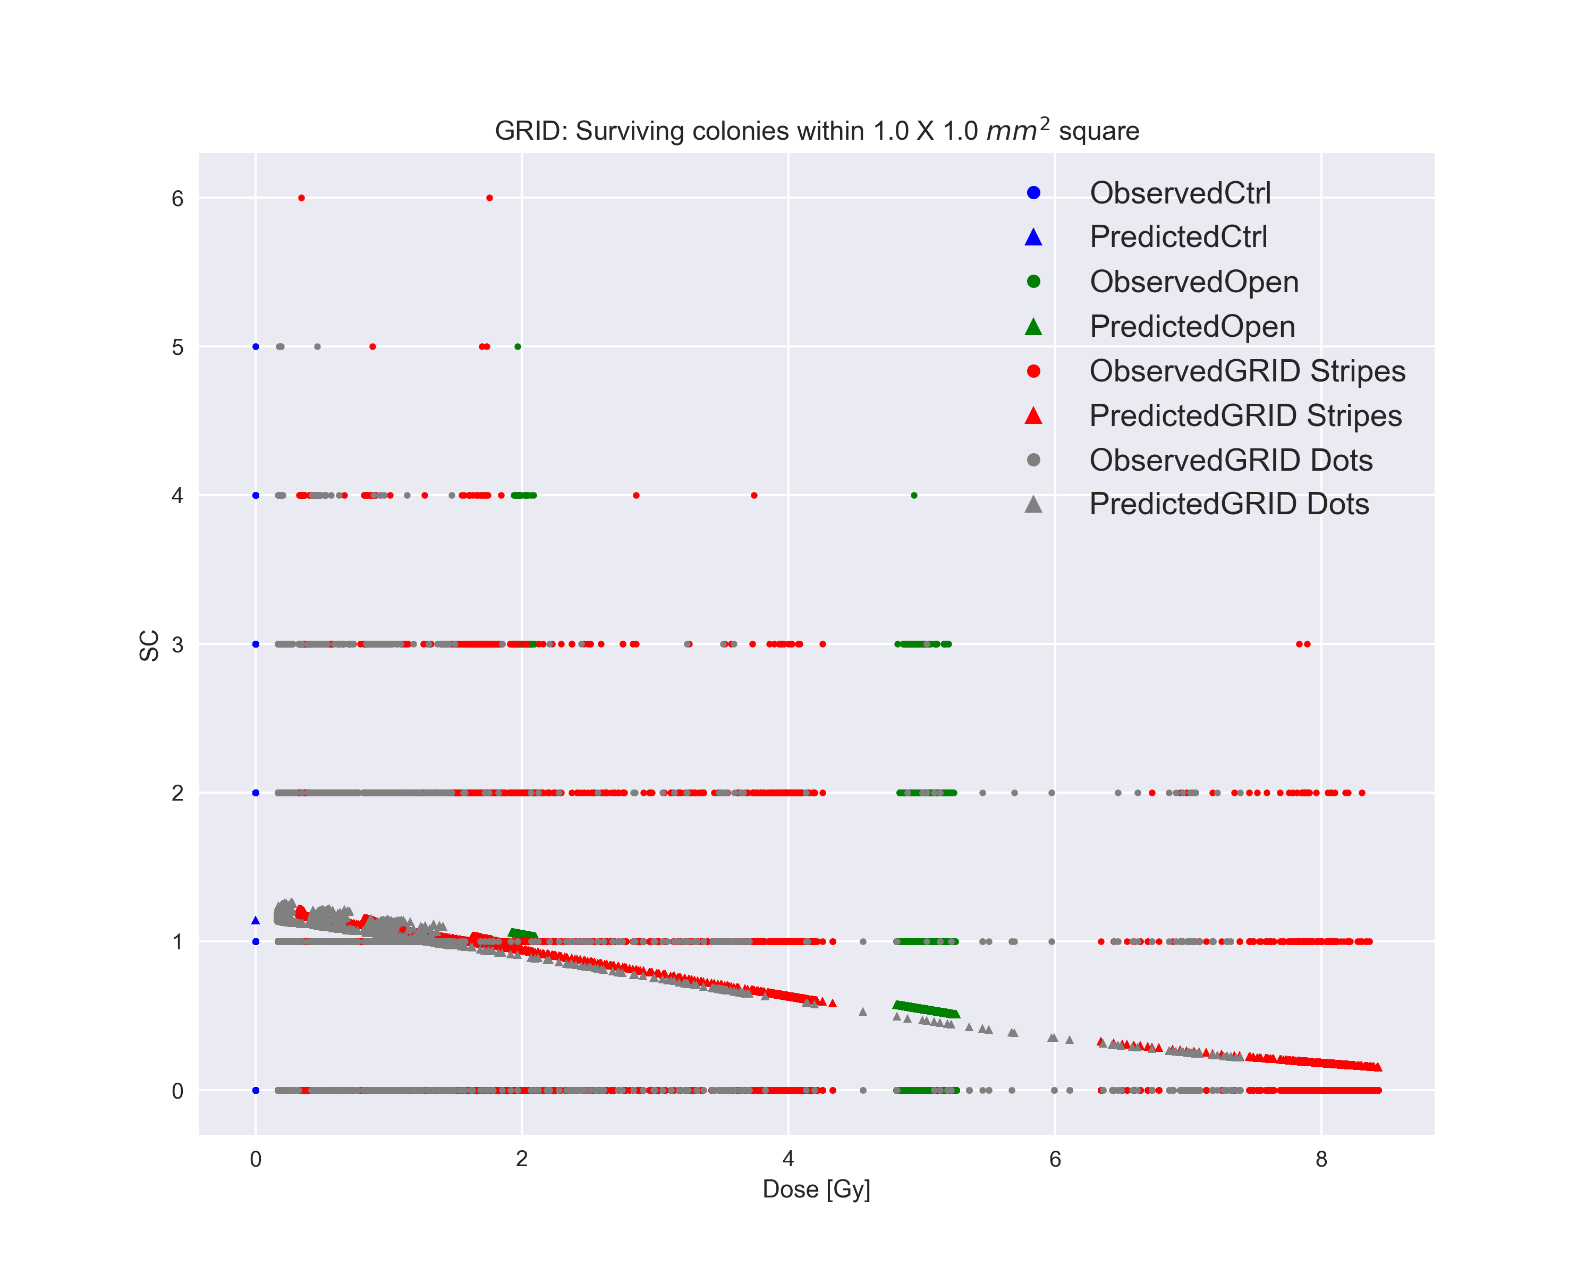 GRID: Surviving colonies within 1.0 X 1.0 mm² square
6
5
4
3
2
1
0
SC
0 2 4 6 8
Dose [Gy]
ObservedCtrl
PredictedCtrl
ObservedOpen
PredictedOpen
ObservedGRID Stripes
PredictedGRID Stripes
ObservedGRID Dots
PredictedGRID Dots